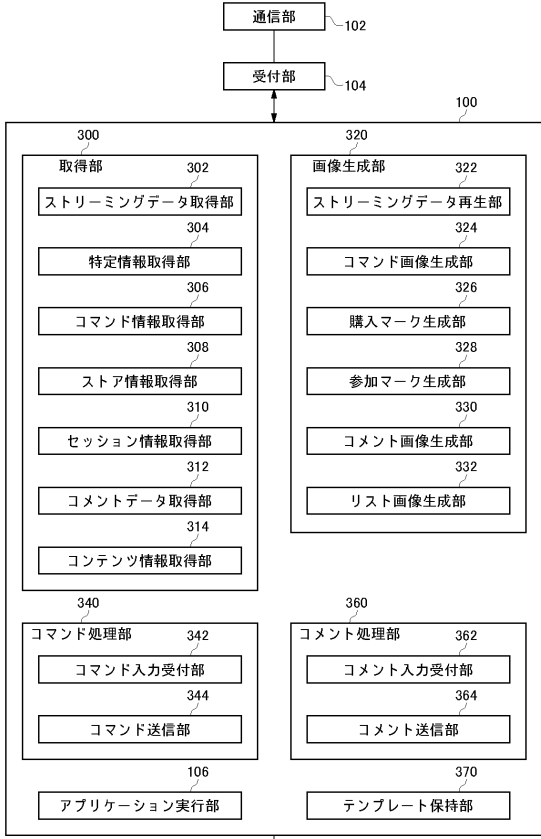 通信部
102
受付部
104
100
300
取得部
302
ストリーミングデータ取得部
304
特定情報取得部
306
コマンド情報取得部
308
ストア情報取得部
310
セッション情報取得部
312
コメントデータ取得部
314
コンテンツ情報取得部
320
画像生成部
322
ストリーミングデータ再生部
324
コマンド画像生成部
326
購入マーク生成部
328
参加マーク生成部
330
コメント画像生成部
332
リスト画像生成部
340
コマンド処理部
342
コマンド入力受付部
344
コマンド送信部
360
コメント処理部
362
コメント入力受付部
364
コメント送信部
106
アプリケーション実行部
370
テンプレート保持部